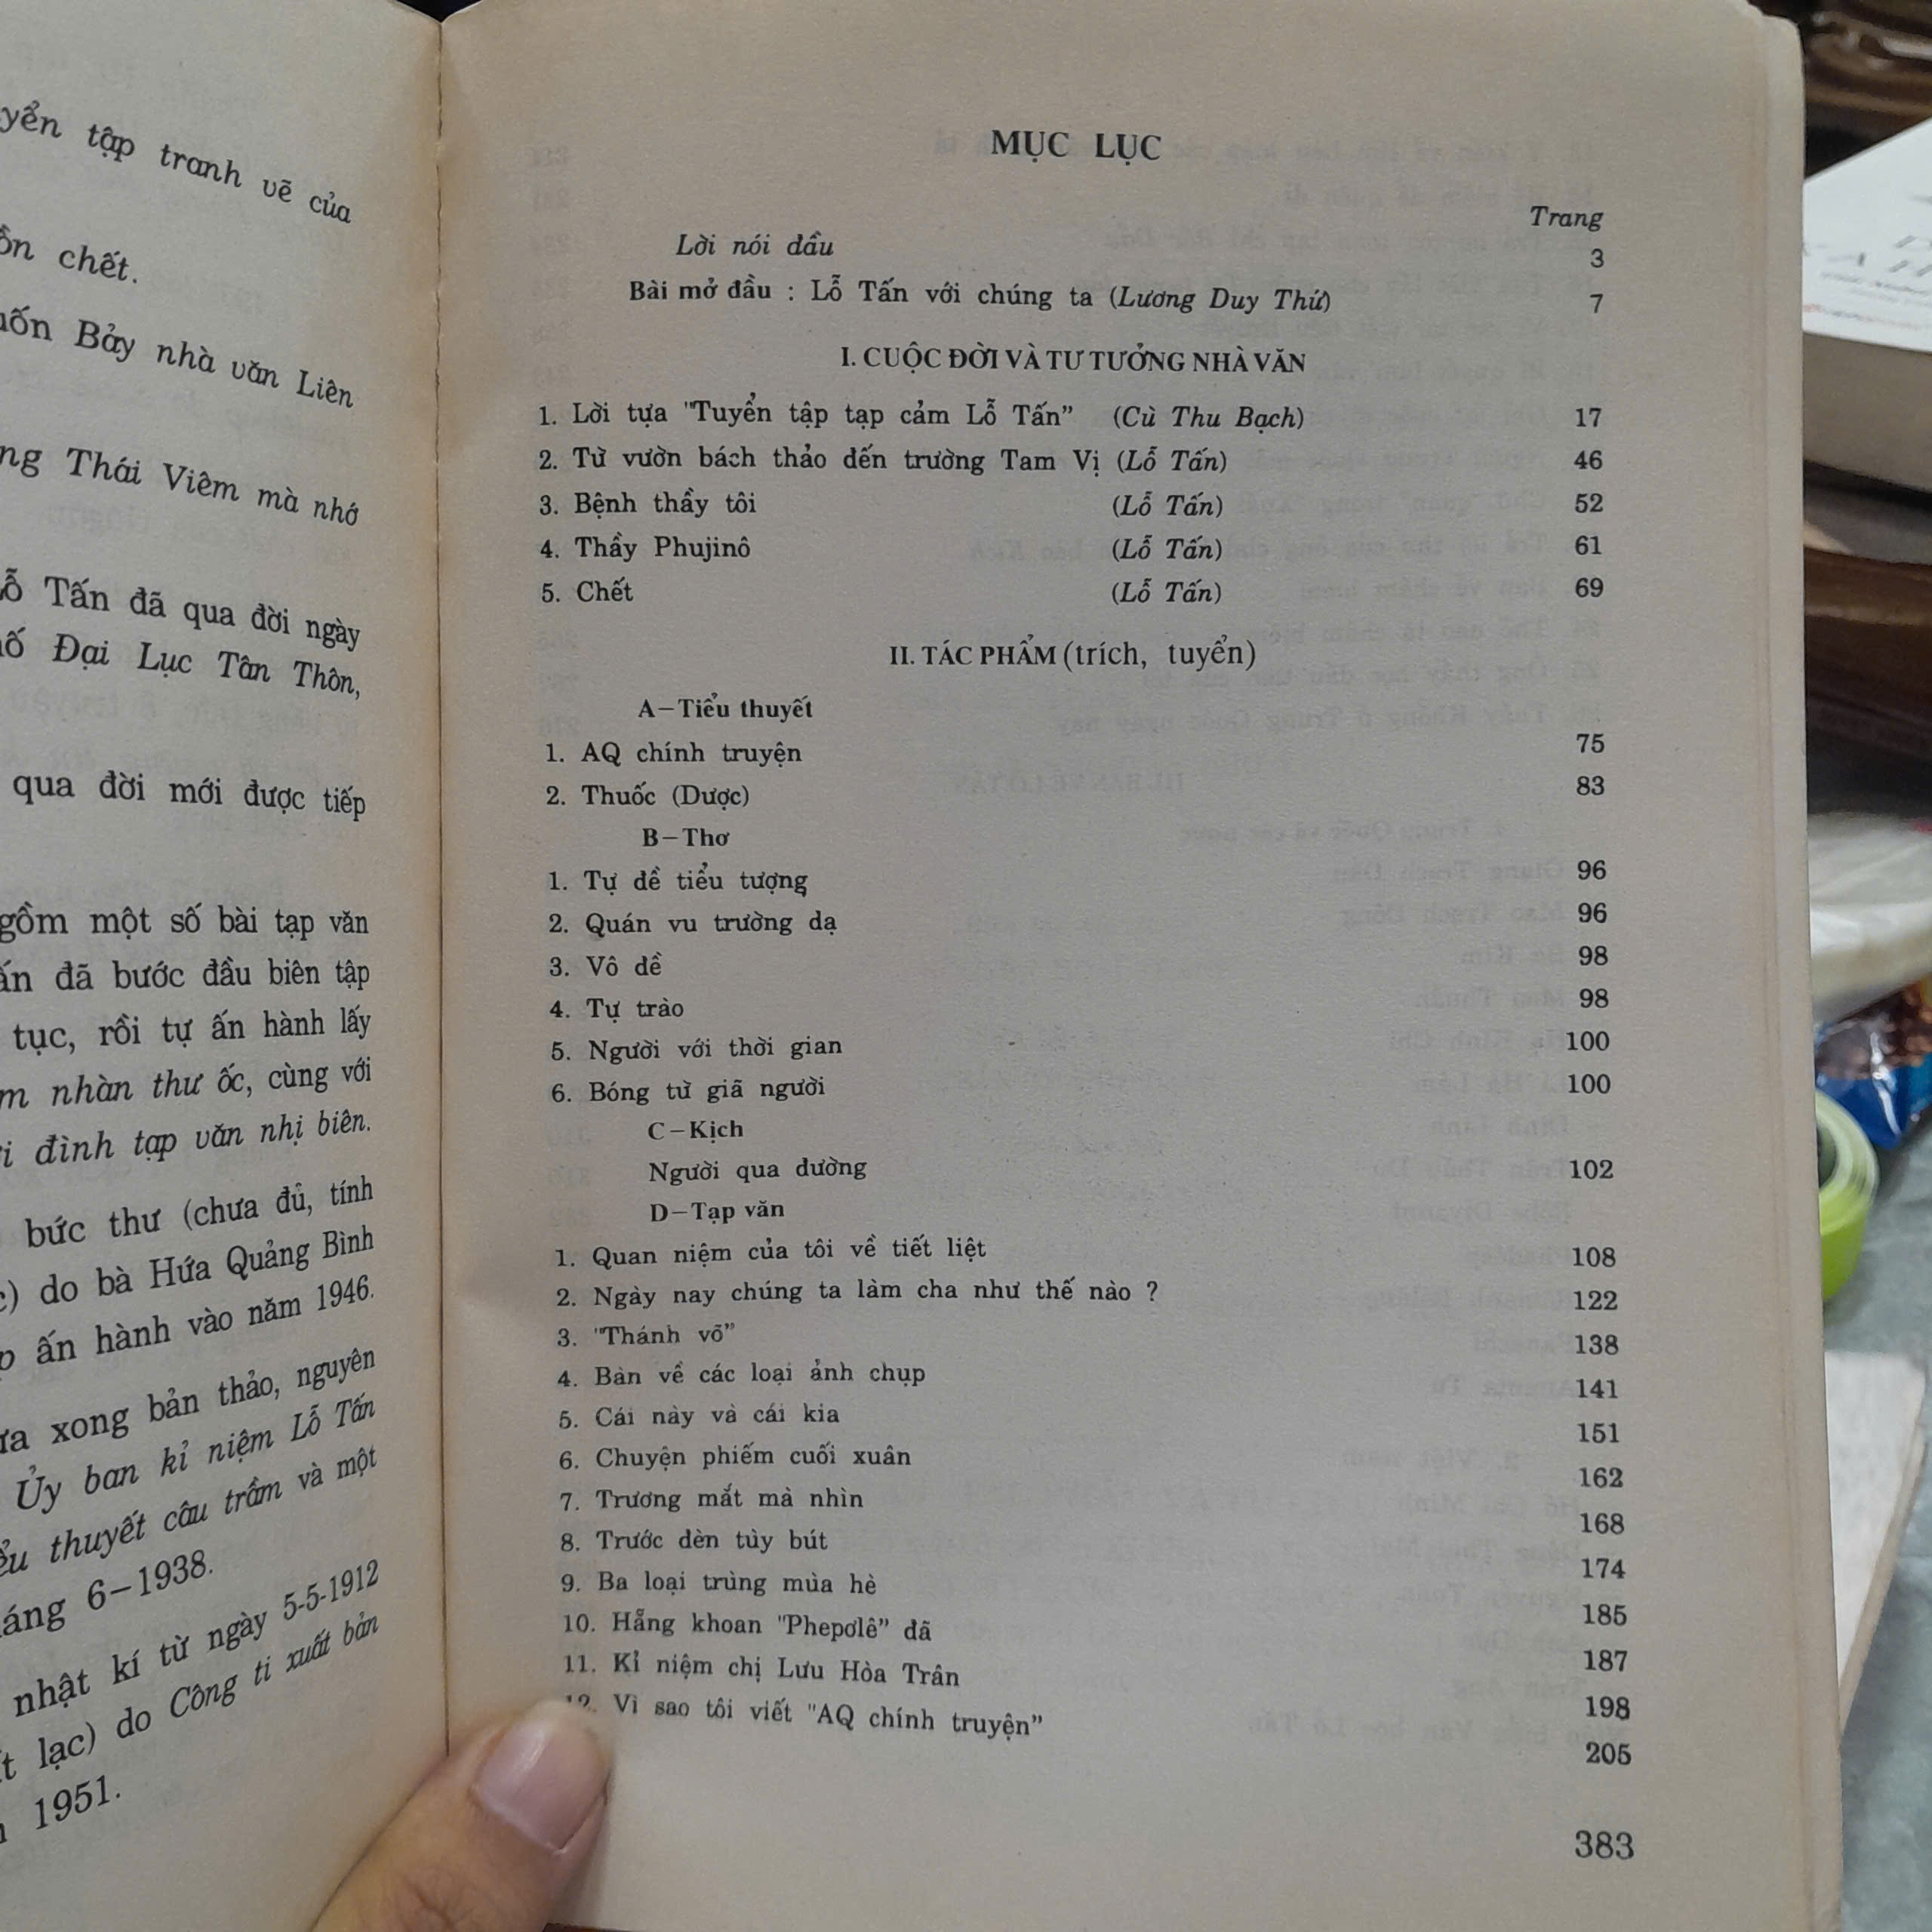 tập tranh vẽ của
chết.
Bảy nhà văn Liên
Thái Viêm mà nhớ
Tấn đã qua đời ngày
Đại Lục Tân Thôn,
qua đời mới được tiếp
gồm một số bài tạp văn
đã bước đầu biên tập
tục, rồi tự ấn hành lấy
nhàn thư ốc, cùng với
đình tạp văn nhị biên.
bức thư (chưa đủ, tính
do bà Hứa Quảng Bình
ấn hành vào năm 1946.
xong bản thảo, nguyên
Ủy ban kỉ niệm Lỗ Tấn
thuyết câu trầm và một
6-1938.
nhật kí từ ngày 5-5-1912
lạc) do Công ti xuất bản
1951.
MỤC LỤC
Trang
Lời nói đầu 3
Bài mở đầu : Lỗ Tấn với chúng ta (Lương Duy Thứ) 7
I. CUỘC ĐỜI VÀ TƯ TƯỞNG NHÀ VĂN
1. Lời tựa "Tuyển tập tạp cảm Lỗ Tấn" (Cù Thu Bạch) 17
2. Từ vườn bách thảo đến trường Tam Vị (Lỗ Tấn) 46
3. Bệnh thầy tôi (Lỗ Tấn) 52
4. Thầy Phujinô (Lỗ Tấn) 61
5. Chết (Lỗ Tấn) 69
II. TÁC PHẨM (trích, tuyển)
A-Tiểu thuyết
1. AQ chính truyện 75
2. Thuốc (Dược) 83
B-Thơ
1. Tự đề tiểu tượng 96
2. Quán vu trường dạ 96
3. Vô đề 98
4. Tự trào 98
5. Người với thời gian 100
6. Bóng từ giã người 100
C-Kịch
Người qua đường 102
D-Tạp văn
1. Quan niệm của tôi về tiết liệt 108
2. Ngày nay chúng ta làm cha như thế nào ? 122
3. "Thánh võ" 138
4. Bàn về các loại ảnh chụp 141
5. Cái này và cái kia 151
6. Chuyện phiếm cuối xuân 162
7. Trương mắt mà nhìn 168
8. Trước đèn tùy bút 174
9. Ba loại trùng mùa hè 185
10. Hẵng khoan "Phepơlê" đã 187
11. Kỉ niệm chị Lưu Hòa Trân 198
12. Vì sao tôi viết "AQ chính truyện" 205
383